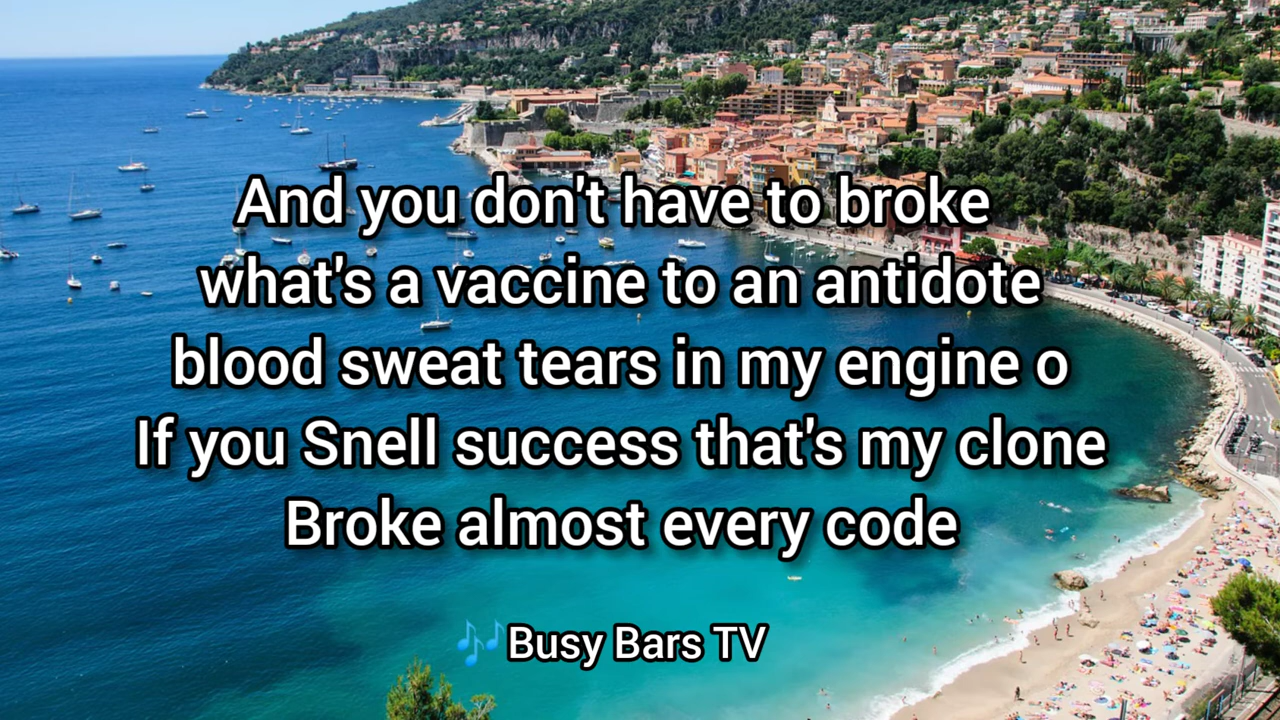 And you don't have to broke
what's a vaccine to an antidote
blood sweat tears in my engine o
If you Snell success that's my clone
Broke almost every code
🎶Busy Bars TV